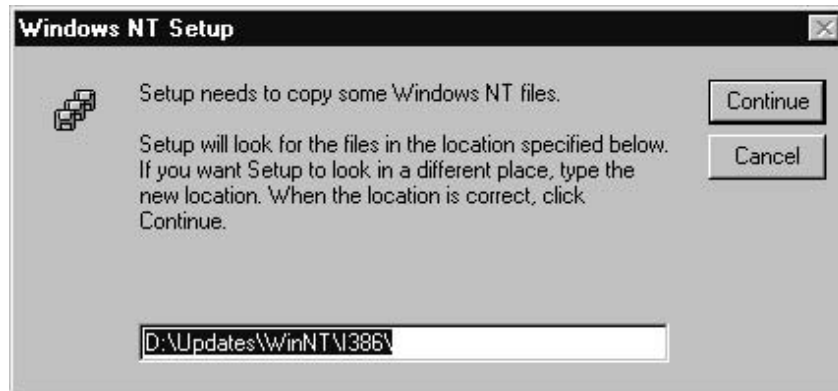 Windows NT Setup
Setup needs to copy some Windows NT files.
Continue
Setup will look for the files in the location specified below.
If you want Setup to look in a different place, type the
new location. When the location is correct, click
Continue.
Cancel
D:\Updates\WinNT\I386\